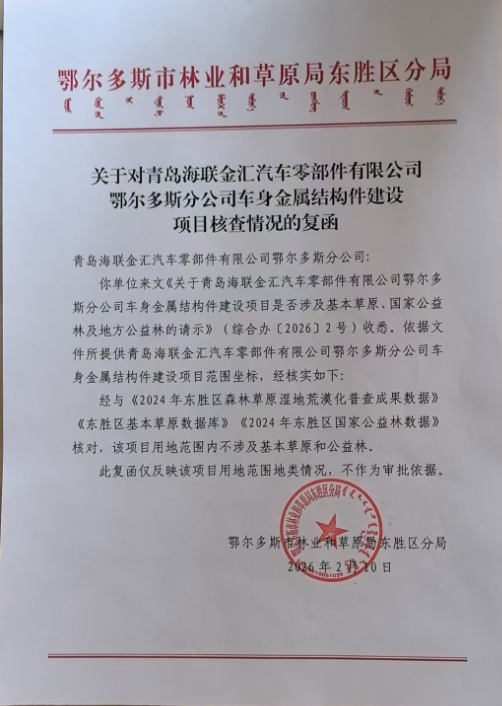 鄂尔多斯市林业和草原局东胜区分局
关于对青岛海联金汇汽车零部件有限公司
鄂尔多斯分公司车身金属结构件建设
项目核查情况的复函
青岛海联金汇汽车零部件有限公司鄂尔多斯分公司:
你单位来文《关于青岛海联金汇汽车零部件有限公司鄂尔多
斯分公司车身金属结构件建设项目是否涉及基本草原、国家公益
林及地方公益林的请示》（综合办〔2026〕2号）收悉。依据文
件所提供青岛海联金汇汽车零部件有限公司鄂尔多斯分公司车
身金属结构件建设项目范围坐标，经核实如下:
经与《2024年东胜区森林草原湿地荒漠化普查成果数据》
《东胜区基本草原数据库》《2024年东胜区国家公益林数据》
核对，该项目用地范围内不涉及基本草原和公益林。
此复函仅反映该项目用地范围地类情况，不作为审批依据。
鄂尔多斯市林业和草原局东胜区分局
2026年2月10日